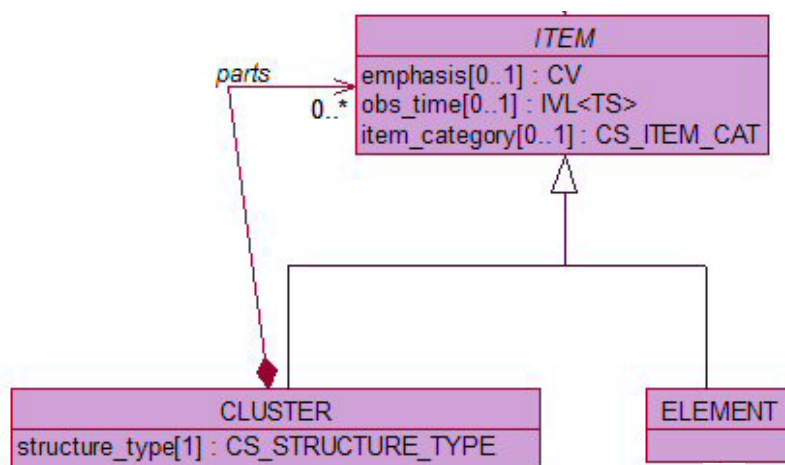 ITEM
emphasis[0..1] : CV
obs_time[0..1] : IVL<TS>
item_category[0..1] : CS_ITEM_CAT
parts
0..*
CLUSTER
structure_type[1] : CS_STRUCTURE_TYPE
ELEMENT